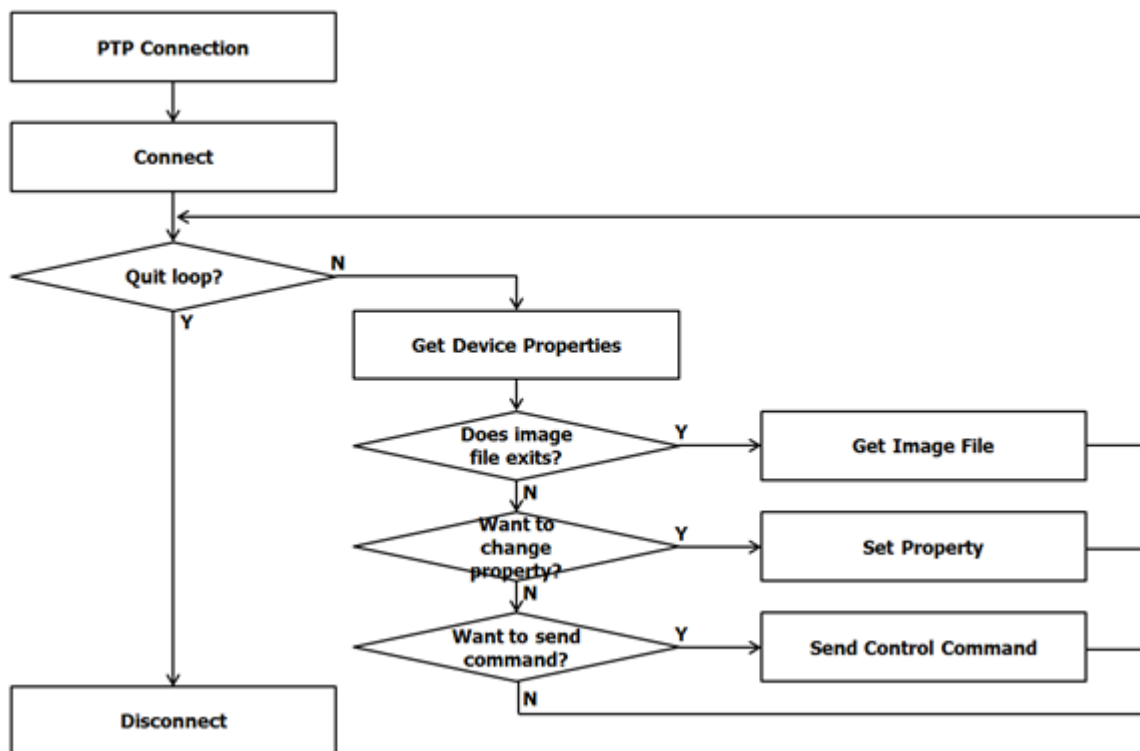 PTP Connection
Connect
Quit loop?
N
Y
Get Device Properties
Does image
file exits?
Y
Get Image File
N
Want to
change
property?
Y
Set Property
N
Want to send
command?
Y
Send Control Command
N
Disconnect